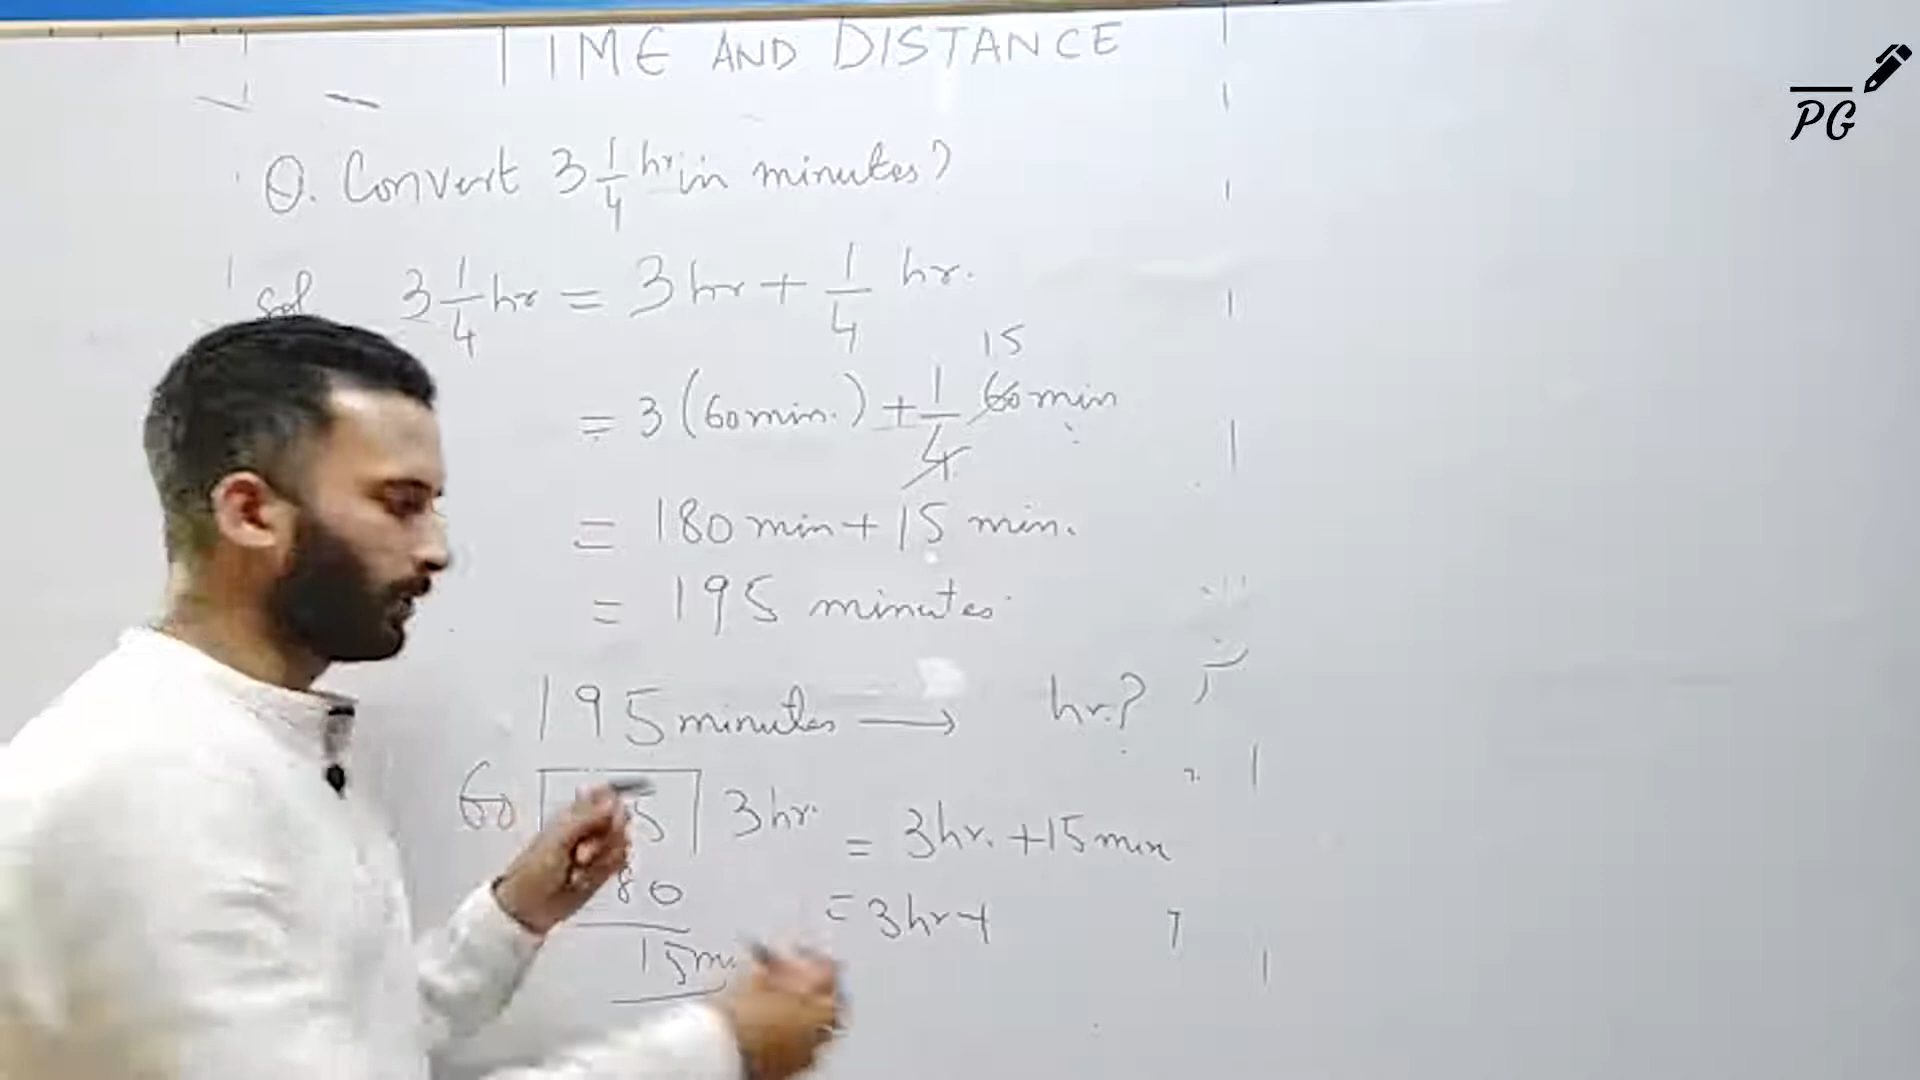 TIME AND DISTANCE
PG
Q. Convert 3 1/4 hr in minutes?
Sol 3 1/4 hr = 3 hr + 1/4 hr.
15
= 3 (60 min.) + 1/4 60 min
= 180 min + 15 min.
= 195 minutes
195 minutes → hr?
60 5 3 hr. = 3 hr. + 15 min
80 = 3 hr +
15 m